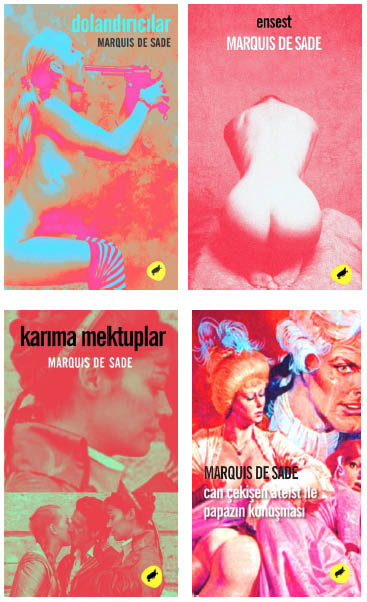 dolandırıcılar
MARQUIS DE SADE
ensest
MARQUIS DE SADE
karıma mektuplar
MARQUIS DE SADE
MARQUIS DE SADE
can çekişen ateist ile
papazın konuşması